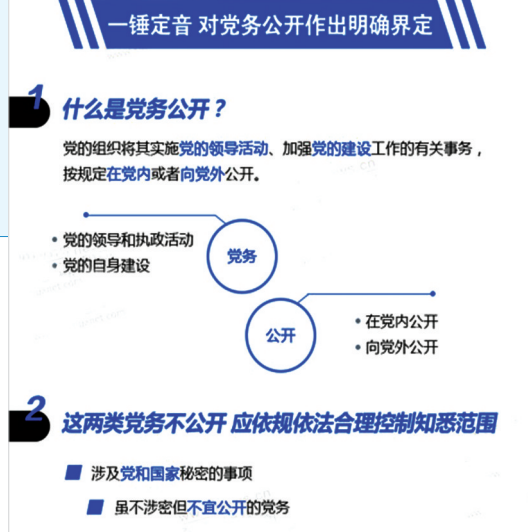 一锤定音 对党务公开作出明确界定
1 什么是党务公开？
党的组织将其实施党的领导活动、加强党的建设工作的有关事务，
按规定在党内或者向党外公开。
• 党的领导和执政活动
• 党的自身建设
党务
公开
• 在党内公开
• 向党外公开
2 这两类党务不公开 应依规依法合理控制知悉范围
涉及党和国家秘密的事项
虽不涉密但不宜公开的党务